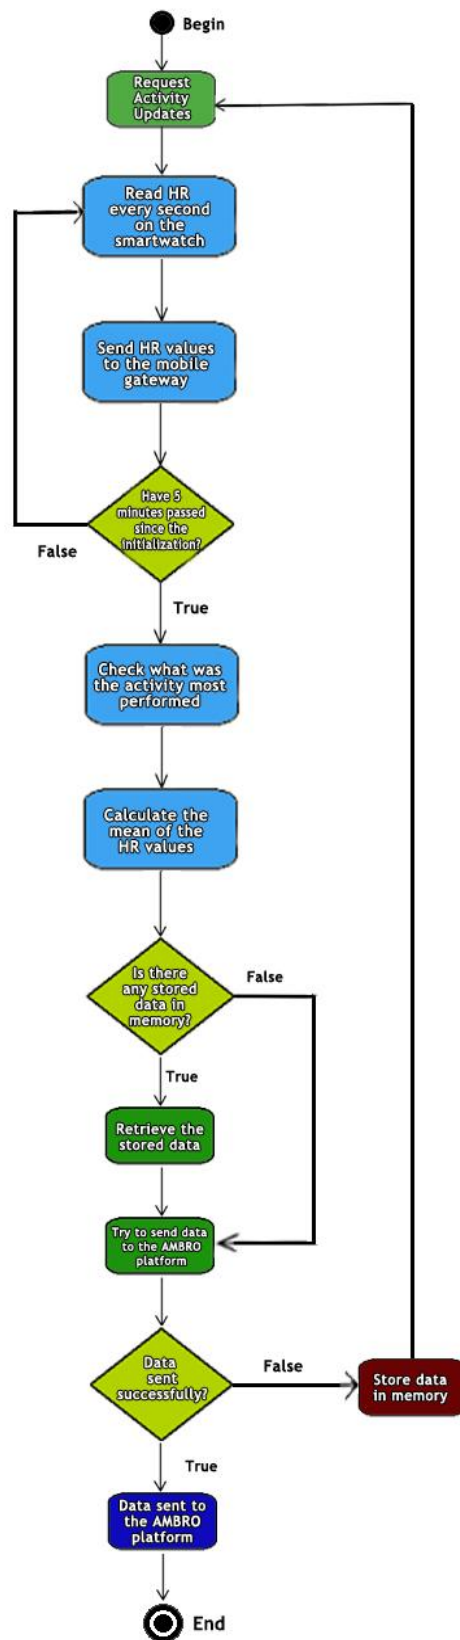 Begin
Request
Activity
Updates
Read HR
every second
on the
smartwatch
Send HR values
to the mobile
gateway
Have 5
minutes passed
since the
initialization?
False
True
Check what was
the activity most
performed
Calculate the
mean of the
HR values
Is there
any stored
data in
memory?
False
True
Retrieve the
stored data
Try to send data
to the AMBRO
platform
Data
sent
successfully?
False
Store data
in memory
True
Data sent to
the AMBRO
platform
End